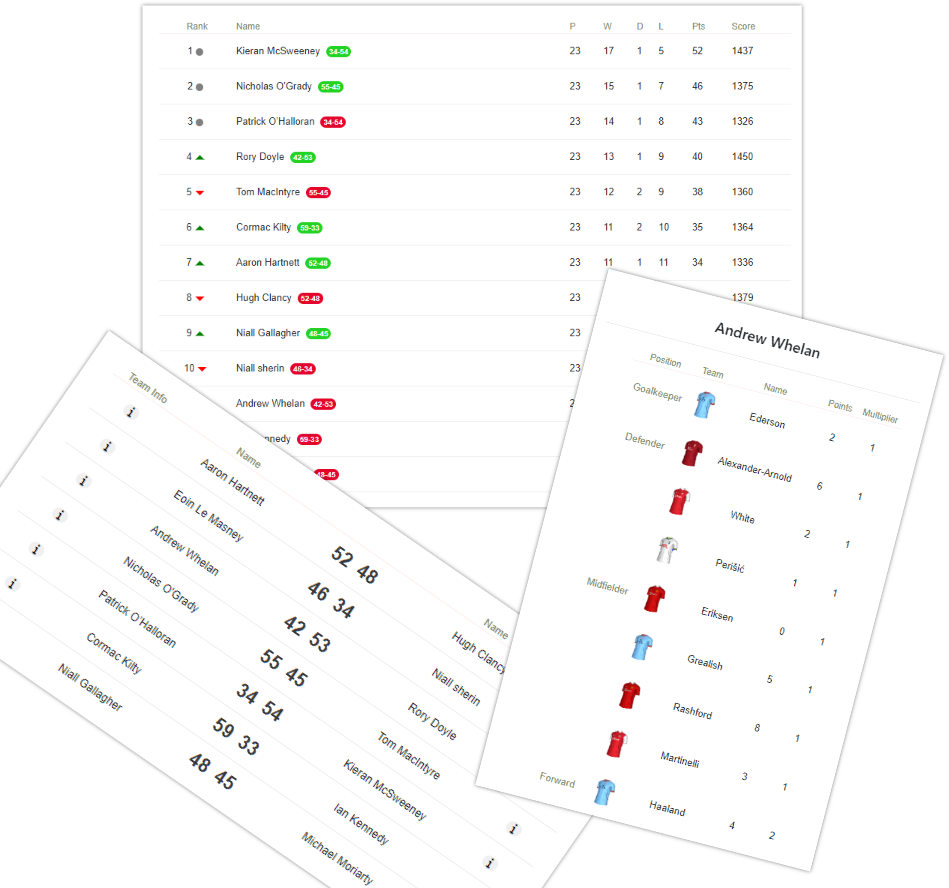 Rank Name P W D L Pts Score
1 Kieran McSweeney 34-54 23 17 1 5 52 1437
2 Nicholas O'Grady 55-45 23 15 1 7 46 1375
3 Patrick O'Halloran 34-54 23 14 1 8 43 1326
4 Rory Doyle 42-53 23 13 1 9 40 1450
5 Tom MacIntyre 55-45 23 12 2 9 38 1360
6 Cormac Kilty 59-33 23 11 2 10 35 1364
7 Aaron Hartnett 52-48 23 11 1 11 34 1336
8 Hugh Clancy 52-48 23 1379
9 Niall Gallagher 48-45 23
10 Niall sherin 46-34 23
Andrew Whelan 42-53
59-33
48-45
Team Info Name Name
Aaron Hartnett 52 48 Hugh Clancy
Eoin Le Masney 46 34 Niall sherin
Andrew Whelan 42 53 Rory Doyle
Nicholas O'Grady 55 45 Tom MacIntyre
Patrick O'Halloran 34 54 Kieran McSweeney
Cormac Kilty 59 33 Ian Kennedy
Niall Gallagher 48 45 Michael Moriarty
Andrew Whelan
Position Team Name Points Multiplier
Goalkeeper Ederson 2 1
Defender Alexander-Arnold 6 1
White 2 1
Perišić 1 1
Midfielder Eriksen 0 1
Grealish 5 1
Rashford 8 1
Martinelli 3 1
Forward Haaland 4 2